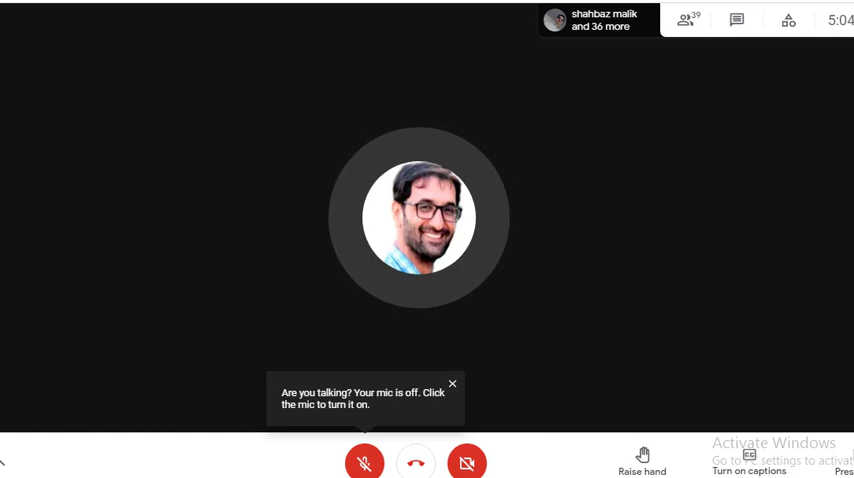 shahbaz malik
and 36 more
39
5:04
Are you talking? Your mic is off. Click
the mic to turn it on.
Activate Windows
Go to PC settings to activat
CC
Raise hand
Turn on captions
Pres